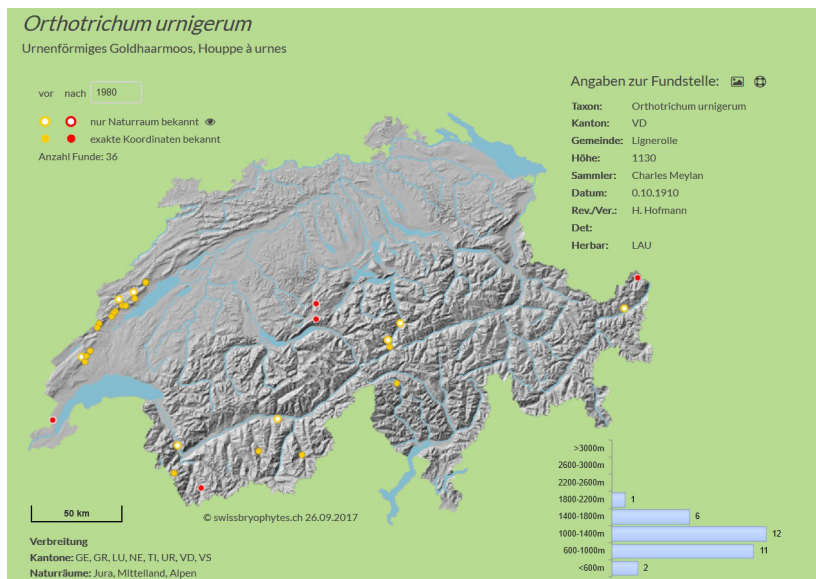 Orthotrichum urnigerum
Urnenförmiges Goldhaarmoos, Houppe à urnes
vor nach 1980
nur Naturraum bekannt
exakte Koordinaten bekannt
Anzahl Funde: 36
Angaben zur Fundstelle:
Taxon: Orthotrichum urnigerum
Kanton: VD
Gemeinde: Lignerolle
Höhe: 1130
Sammler: Charles Meylan
Datum: 0.10.1910
Rev./Ver.: H. Hofmann
Det:
Herbar: LAU
50 km
© swissbryophytes.ch 26.09.2017
Verbreitung
Kantone: GE, GR, LU, NE, TI, UR, VD, VS
Naturräume: Jura, Mittelland, Alpen
>3000m
2600-3000m
2200-2600m
1800-2200m 1
1400-1800m 6
1000-1400m 12
600-1000m 11
<600m 2